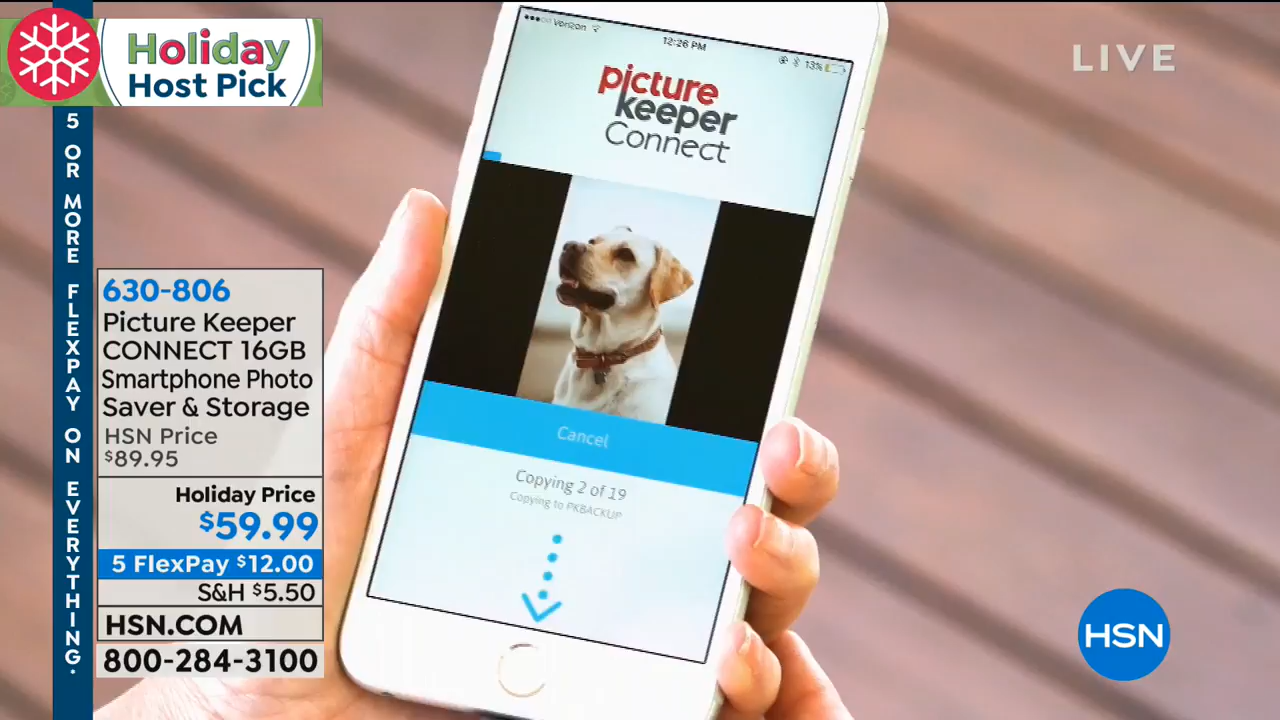 Holiday
Host Pick
5 OR MORE FLEXPAY ON EVERYTHING.
630-806
Picture Keeper
CONNECT 16GB
Smartphone Photo
Saver & Storage
HSN Price
$89.95
Holiday Price
$59.99
5 FlexPay $12.00
S&H $5.50
HSN.COM
800-284-3100
Verizon
12:26 PM
13%
picture
keeper
Connect
Cancel
Copying 2 of 19
Copying to PKBACKUP
LIVE
HSN